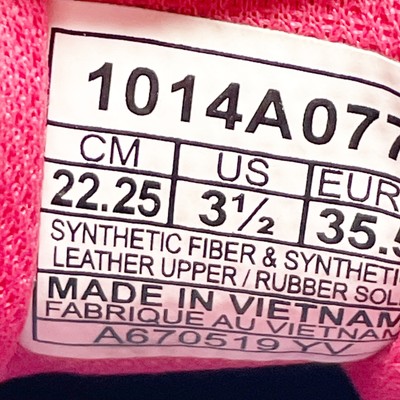 1014A077
CM US EUR
22.25 3½ 35.5
SYNTHETIC FIBER & SYNTHETIC
LEATHER UPPER / RUBBER SOL
MADE IN VIETNAM
FABRIQUE AU VIETNAM
A670519 YV